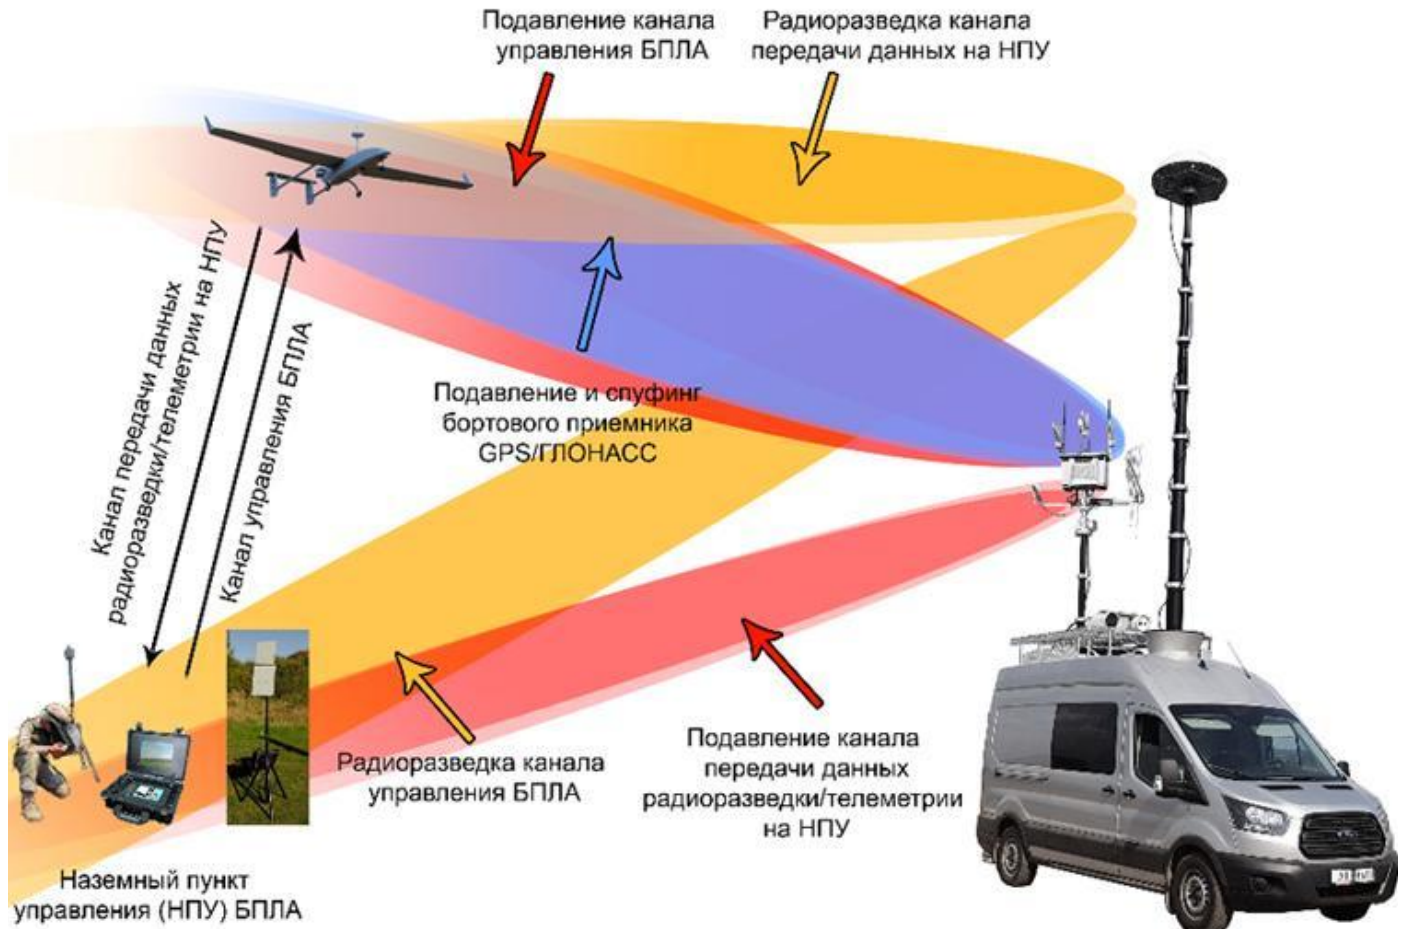 Подавление канала
управления БПЛА
Радиоразведка канала
передачи данных на НПУ
Канал передачи данных
радиоразведки/телеметрии на НПУ
Канал управления БПЛА
Подавление и спуфинг
бортового приемника
GPS/ГЛОНАСС
Радиоразведка канала
управления БПЛА
Подавление канала
передачи данных
радиоразведки/телеметрии
на НПУ
Наземный пункт
управления (НПУ) БПЛА